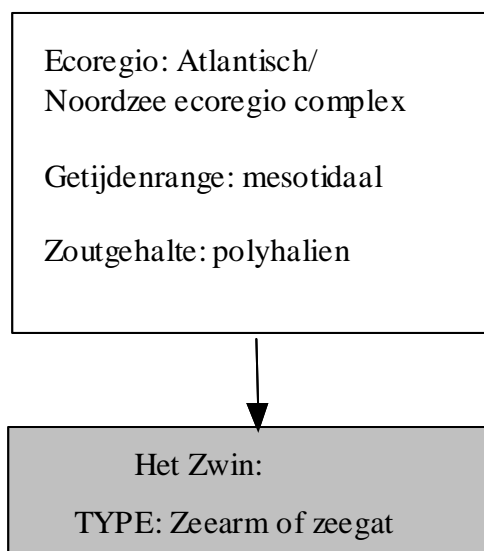 Ecoregio: Atlantisch/
Noordzee ecoregio complex
Getijdenrange: mesotidaal
Zoutgehalte: polyhalien
Het Zwin:
TYPE: Zeearm of zeegat